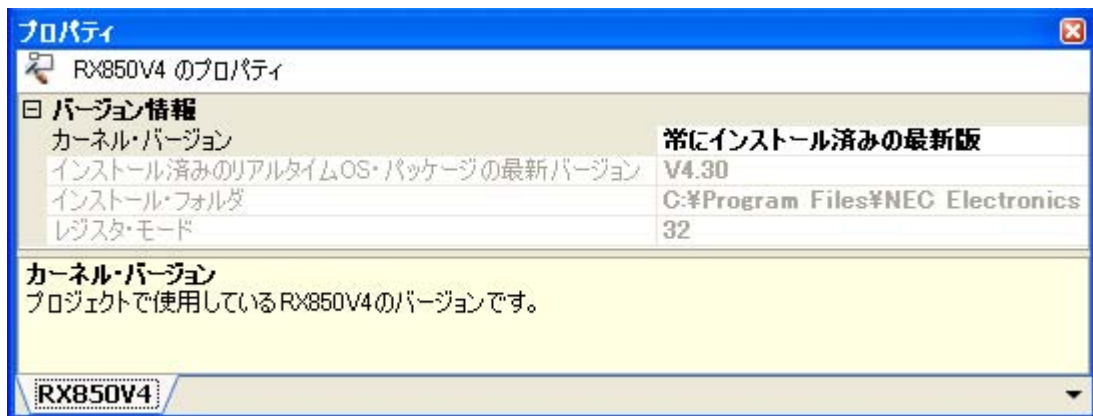 プロパティ
RX850V4 のプロパティ
バージョン情報
カーネル・バージョン 常にインストール済みの最新版
インストール済みのリアルタイムOS・パッケージの最新バージョン V4.30
インストール・フォルダ C:¥Program Files¥NEC Electronics
レジスタ・モード 32
カーネル・バージョン
プロジェクトで使用しているRX850V4のバージョンです。
RX850V4